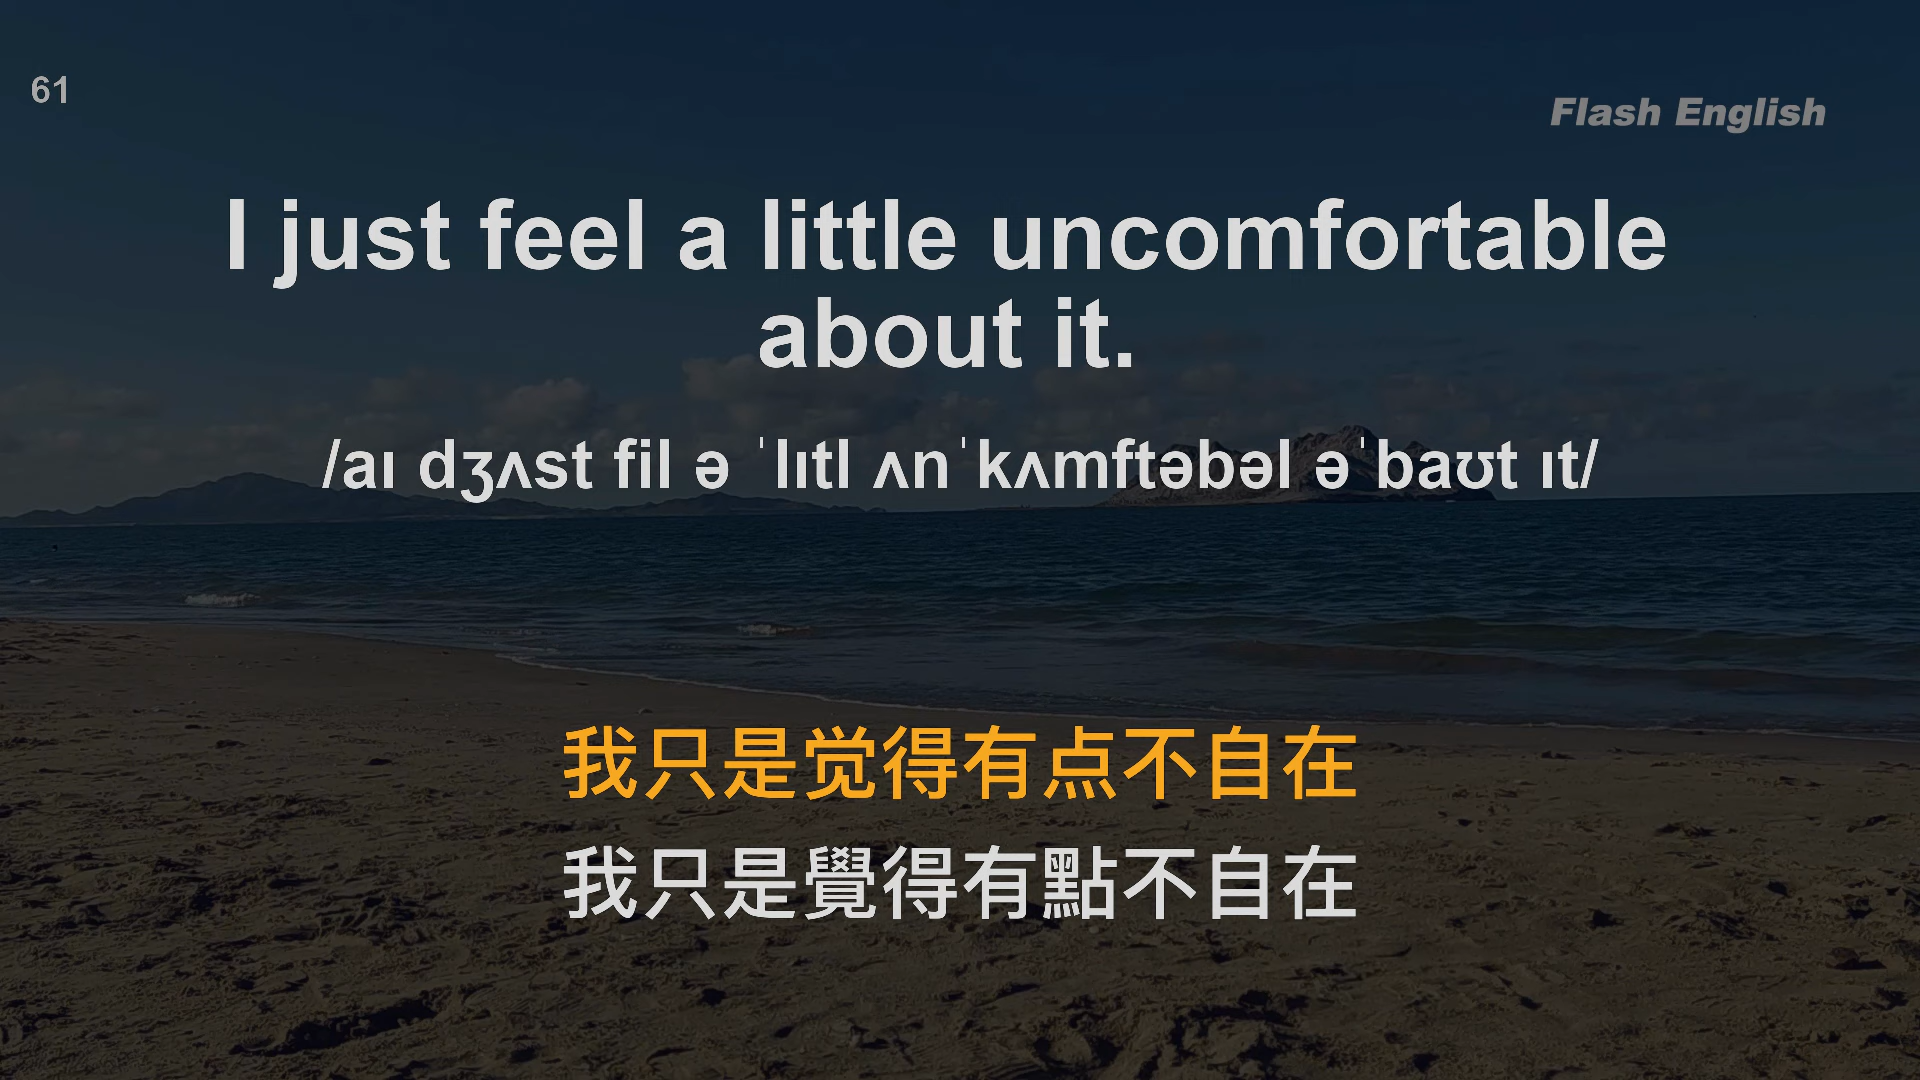 61
Flash English
I just feel a little uncomfortable
about it.
/aɪ dʒʌst fil ə ˈlɪtl ʌnˈkʌmftəbəl əˈbaʊt ɪt/
我只是觉得有点不自在
我只是覺得有點不自在